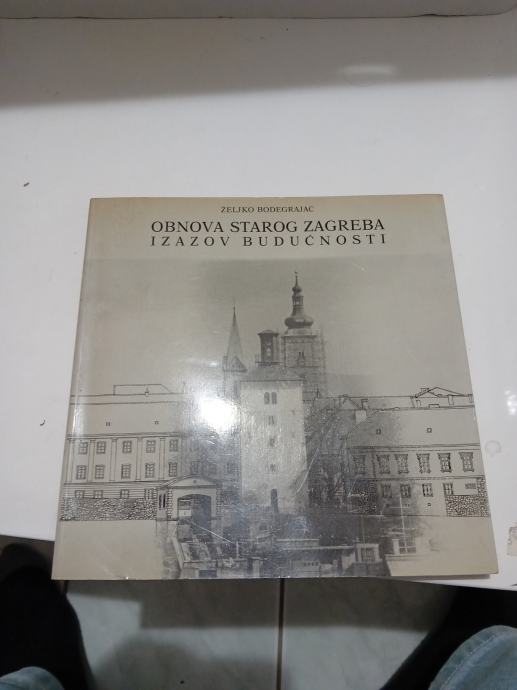 ŽELJKO BODEGRAJAC
OBNOVA STAROG ZAGREBA
IZAZOV BUDUĆNOSTI